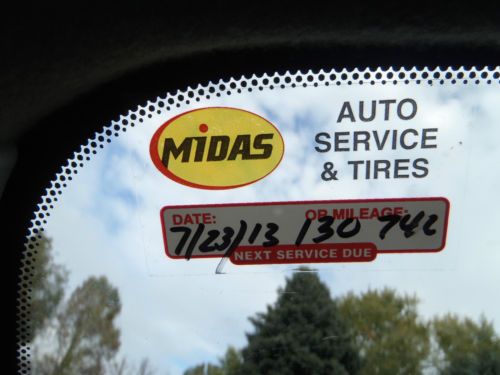 MIDAS
AUTO
SERVICE
& TIRES
DATE: OR MILEAGE:
7/23/13 130 742
NEXT SERVICE DUE